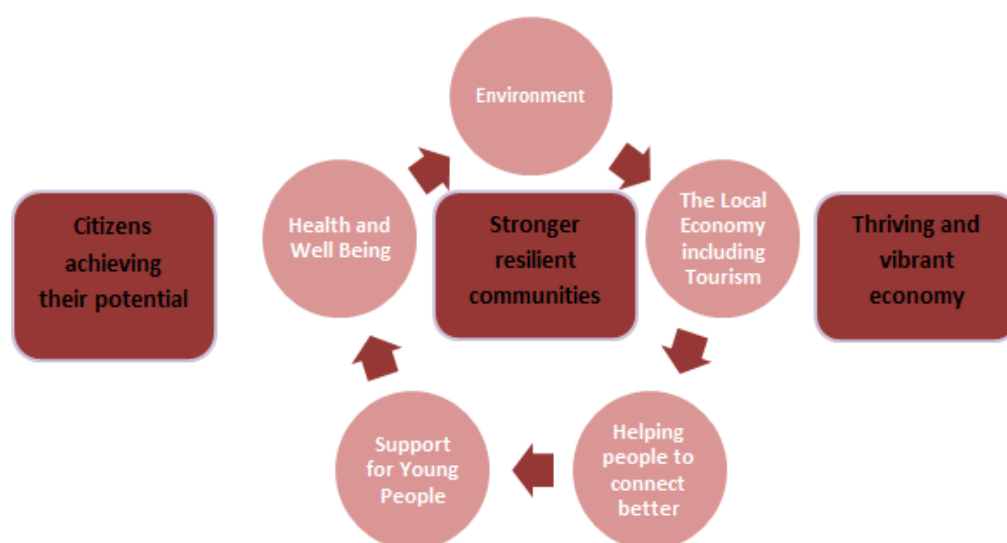 Environment
Citizens
achieving
their potential
Health and
Well Being
Stronger
resilient
communities
The Local
Economy
including
Tourism
Thriving and
vibrant
economy
Support
for Young
People
Helping
people to
connect
better